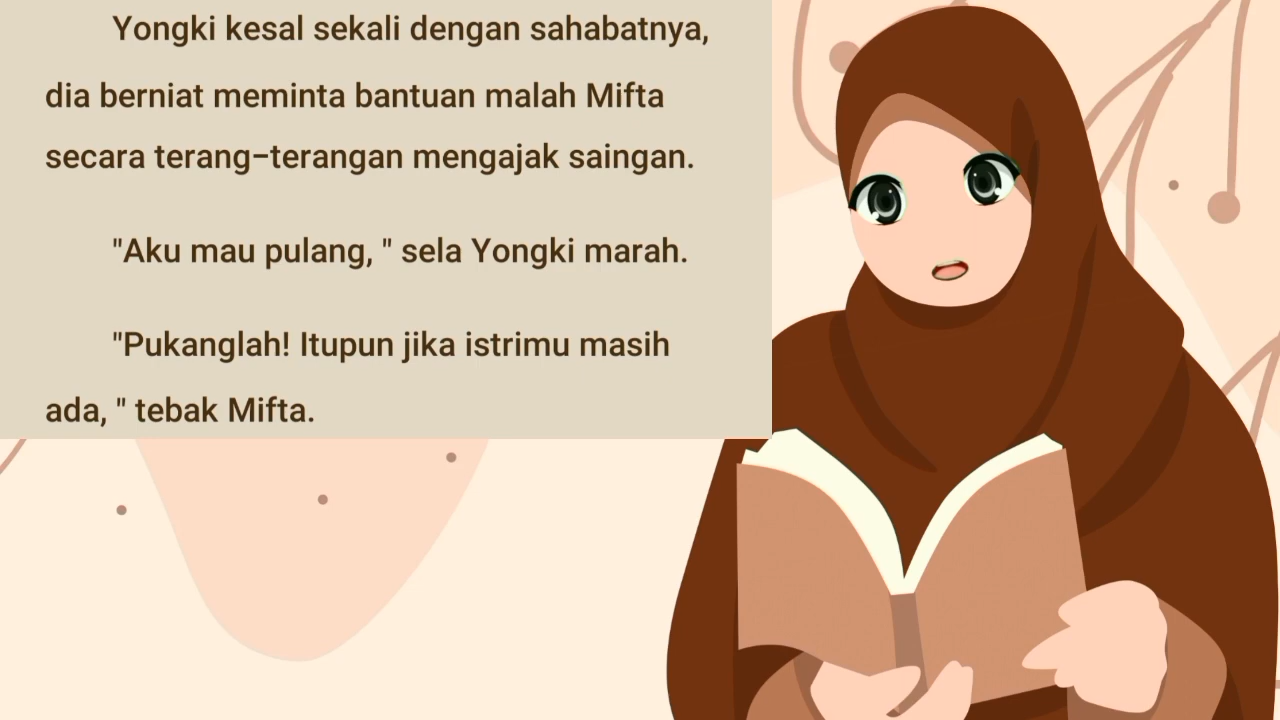 Yongki kesal sekali dengan sahabatnya,
dia berniat meminta bantuan malah Mifta
secara terang-terangan mengajak saingan.
"Aku mau pulang, " sela Yongki marah.
"Pukanglah! Itupun jika istrimu masih
ada, " tebak Mifta.